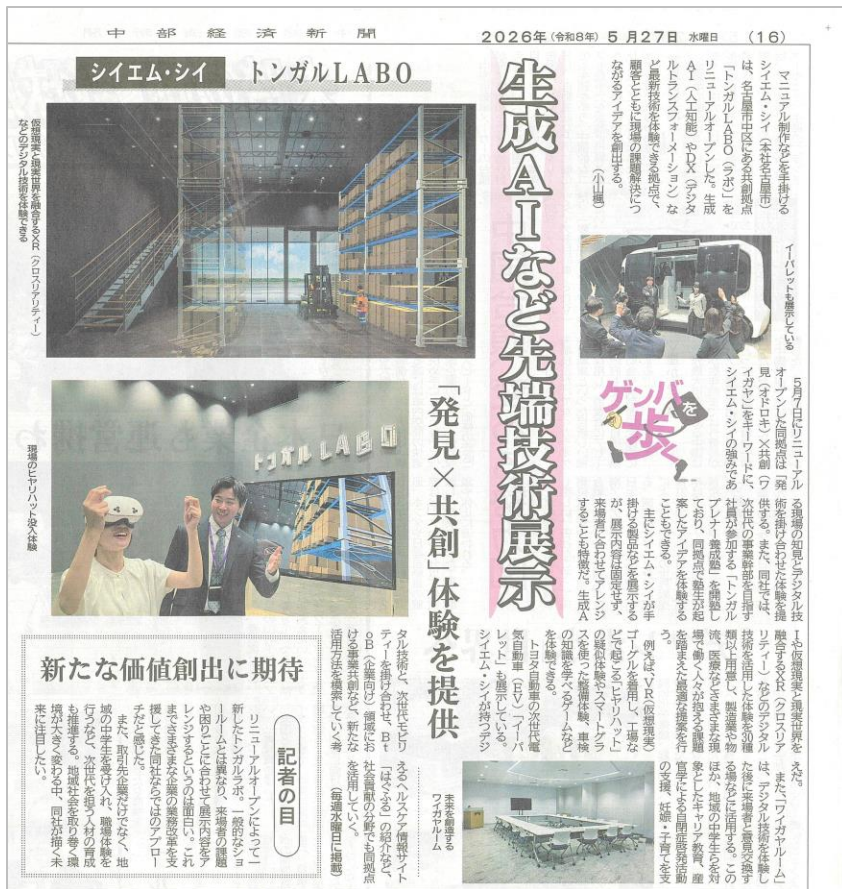 中部経済新聞
2026年(令和8年)5月27日 水曜日 (16)
シイエム・シイ トンガルLABO
生成AIなど先端技術展示
「発見×共創」体験を提供
マニュアル制作などを手掛ける
シイエム・シイ(本社名古屋市)
は、名古屋市中区にある共創拠点
「トンガルLABO(ラボ)」を
リニューアルオープンした。生成
AI(人工知能)やDX(デジタ
ルトランスフォーメーション)な
ど最新技術を体験できる拠点で、
顧客とともに現場の課題解決につ
ながるアイデアを創出する。
(小山楓)
仮想現実と現実世界を融合するXR(クロスリアリティー)
などのデジタル技術を体験できる
イーパレットも展示している
ゲンバを歩く
5月7日にリニューアル
オープンした同拠点は「発
見(オドロキ)×共創(ワ
イガヤ)」をキーワードに、
シイエム・シイの強みであ
る現場の知見とデジタル技
術を掛け合わせた体験を提
供する。また、同社では、
次世代の事業幹部を目指す
社員が参加する「トンガル
プレナー養成塾」を開塾し
ており、同拠点で塾生が起
案したアイデアを体験する
こともできる。
主にシイエム・シイが手
掛ける製品などを展示する
が、展示内容は固定せず、
来場者に合わせてアレンジ
することも特徴だ。生成A
Iや仮想現実と現実世界を
融合するXR(クロスリア
リティー)などのデジタル
技術を活用した体験を30種
類以上用意し、製造業や物
流、医療などさまざまな現
場で働く人々が抱える課題
を踏まえた最適な提案を行
う。
例えば、VR(仮想現実)
ゴーグルを着用し、工場な
どで起こる「ヒヤリハット」
の疑似体験やスマートグラ
スを使った整備体験、車検
の知識を学べるゲームなど
を体験できる。
トヨタ自動車の次世代電
気自動車(EV)「イーパ
レット」も展示している。
シイエム・シイが持つデジ
タル技術と、次世代モビリ
ティーを掛け合わせ、Bt
oB(企業向け)領域にお
ける事業共創など、新たな
活用方法を模索していく考
えだ。
また、「ワイガヤルーム」
は、デジタル技術を体験し
た後に来場者と意見交換す
る場などに活用する。この
ほか、地域の中学生らを対
象としたキャリア教育、産
官学による自閉症啓発活動
の支援、妊娠・子育てを支
えるヘルスケア情報サイト
「はぐふる」の紹介など、
社会貢献の分野でも同拠点
を活用していく。
(毎週水曜日に掲載)
現場のヒヤリハット没入体験
トンガルLABO
未来を創造する
ワイガヤルーム
新たな価値創出に期待
記者の目
リニューアルオープンによって一
新したトンガルラボ。一般的なショ
ールームとは異なり、来場者の課題
や困りごとに合わせて展示内容をア
レンジするというのは面白い。これ
までさまざまな企業の業務改革を支
援してきた同社ならではのアプロー
チだと感じた。
また、取引先企業だけでなく、地
域の中学生を受け入れ、職場体験を
行うなど、次世代を担う人材の育成
も推進する。地域社会を取り巻く環
境が大きく変わる中、同社が描く未
来に注目したい。